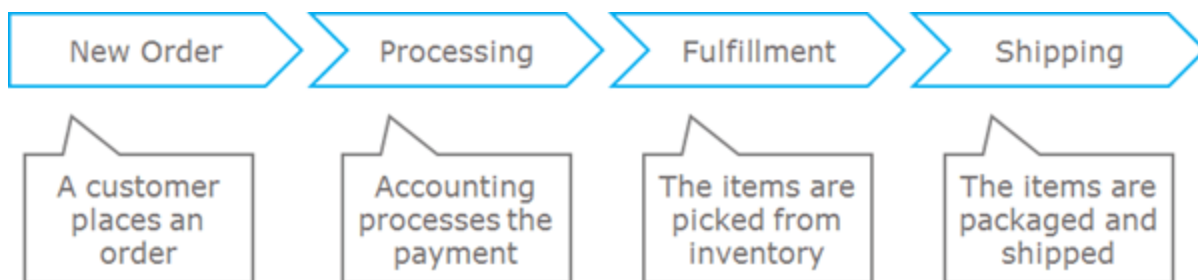 New Order
Processing
Fulfillment
Shipping
A customer
places an
order
Accounting
processes the
payment
The items are
picked from
inventory
The items are
packaged and
shipped